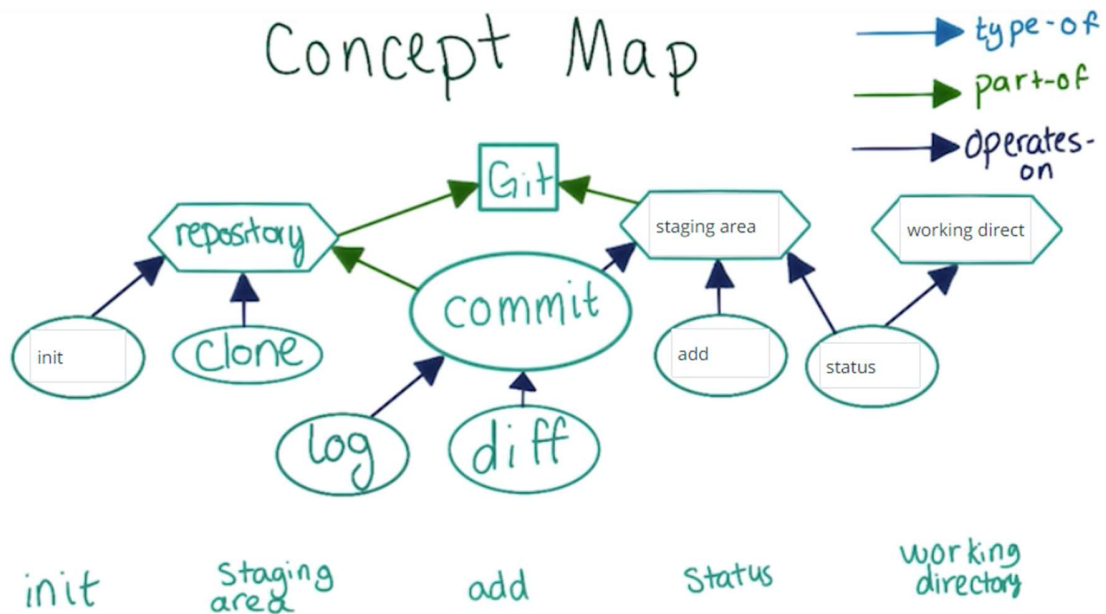 Concept Map
type-of
part-of
operates-
on
Git
repository
staging area
working direct
commit
init
clone
add
status
log
diff
init
Staging
area
add
Status
working
directory